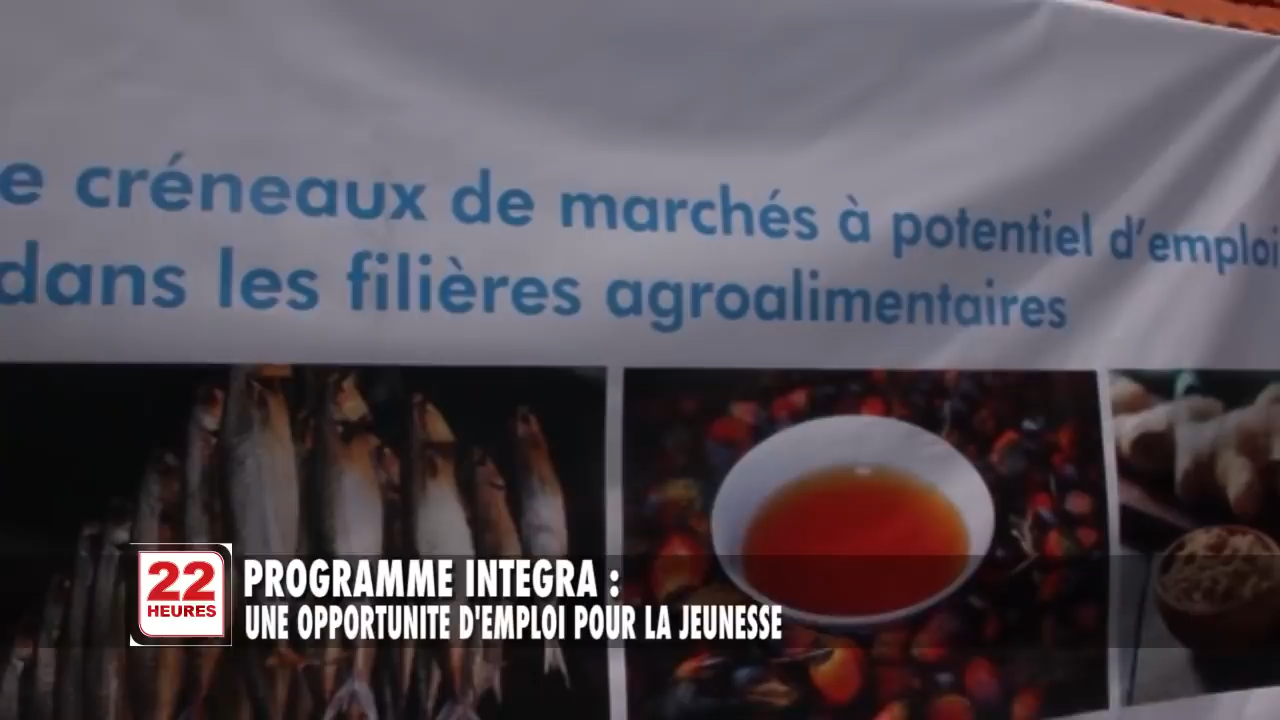 e créneaux de marchés à potentiel d'emploi
dans les filières agroalimentaires
22
HEURES
PROGRAMME INTEGRA :
UNE OPPORTUNITE D'EMPLOI POUR LA JEUNESSE